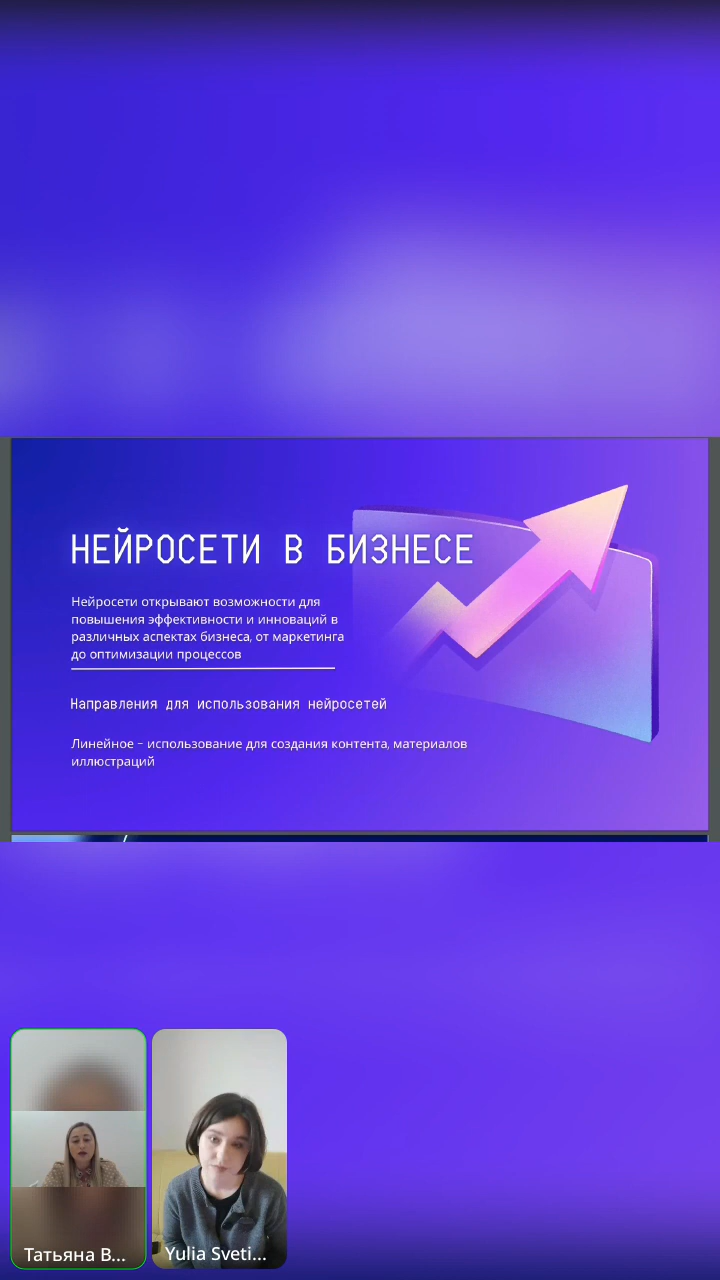 НЕЙРОСЕТИ В БИЗНЕСЕ
Нейросети открывают возможности для
повышения эффективности и инноваций в
различных аспектах бизнеса, от маркетинга
до оптимизации процессов
Направления для использования нейросетей
Линейное – использование для создания контента, материалов
иллюстраций
Татьяна В...
Yulia Sveti...